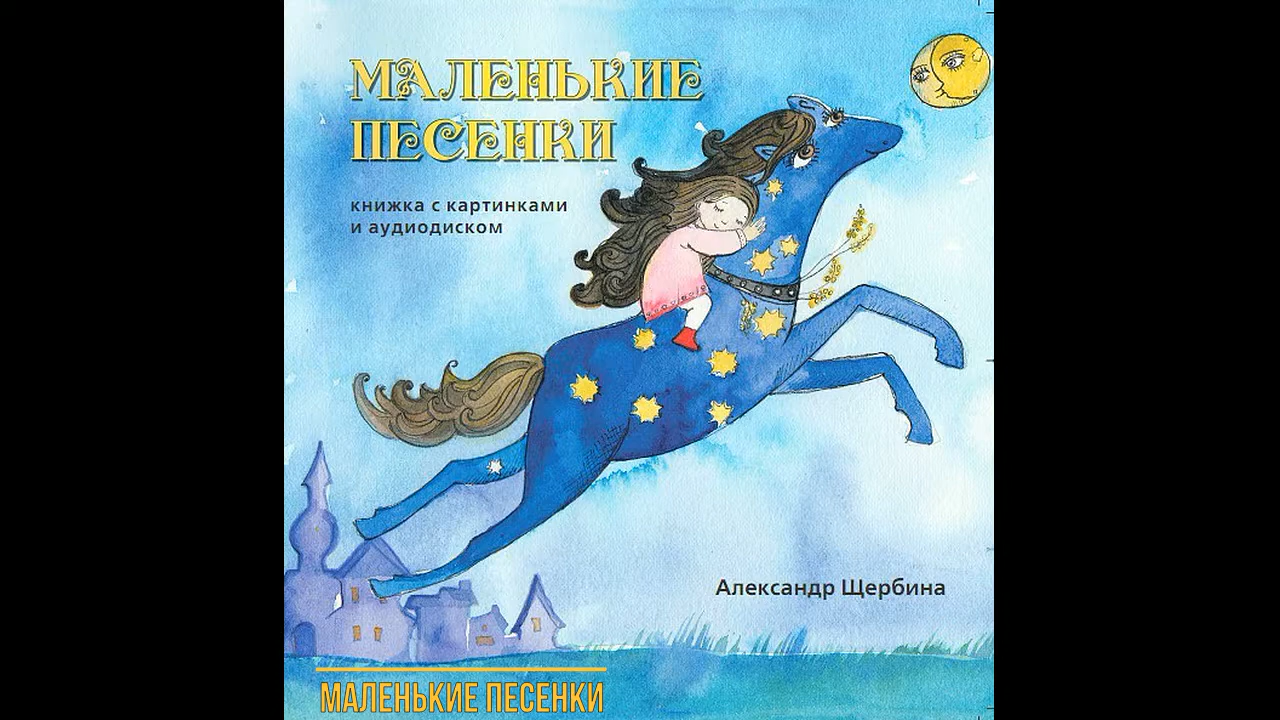 МАЛЕНЬКИЕ
ПЕСЕНКИ
книжка с картинками
и аудиодиском
Александр Щербина
МАЛЕНЬКИЕ ПЕСЕНКИ